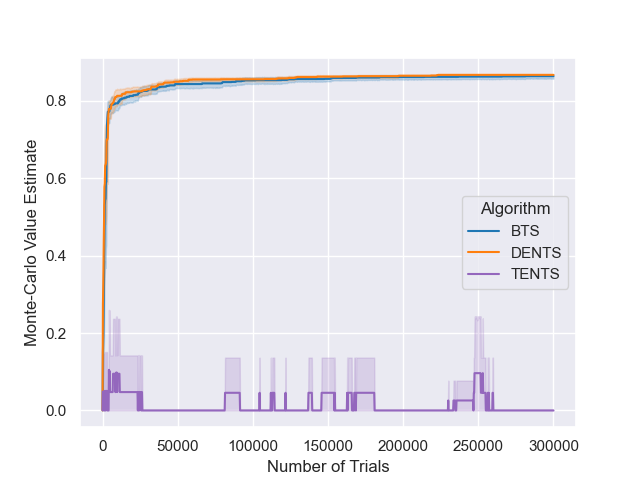 Monte-Carlo Value Estimate
0.8
0.6
0.4
0.2
0.0
Algorithm
BTS
DENTS
TENTS
0
50000
100000
150000
200000
250000
300000
Number of Trials